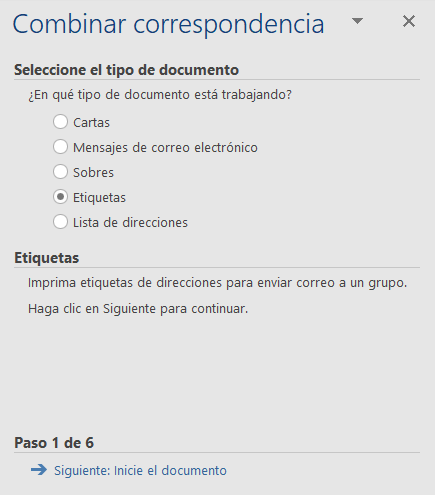 Combinar correspondencia
Seleccione el tipo de documento
¿En qué tipo de documento está trabajando?
Cartas
Mensajes de correo electrónico
Sobres
Etiquetas
Lista de direcciones
Etiquetas
Imprima etiquetas de direcciones para enviar correo a un grupo.
Haga clic en Siguiente para continuar.
Paso 1 de 6
Siguiente: Inicie el documento